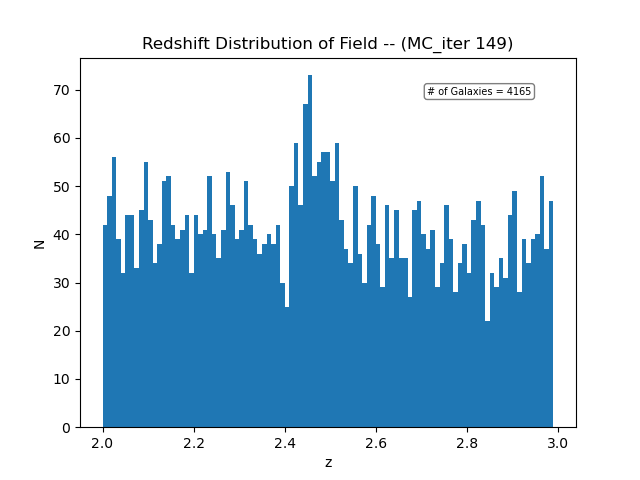 Redshift Distribution of Field -- (MC_iter 149)
# of Galaxies = 4165
70
60
50
40
30
20
10
0
N
2.0 2.2 2.4 2.6 2.8 3.0
z